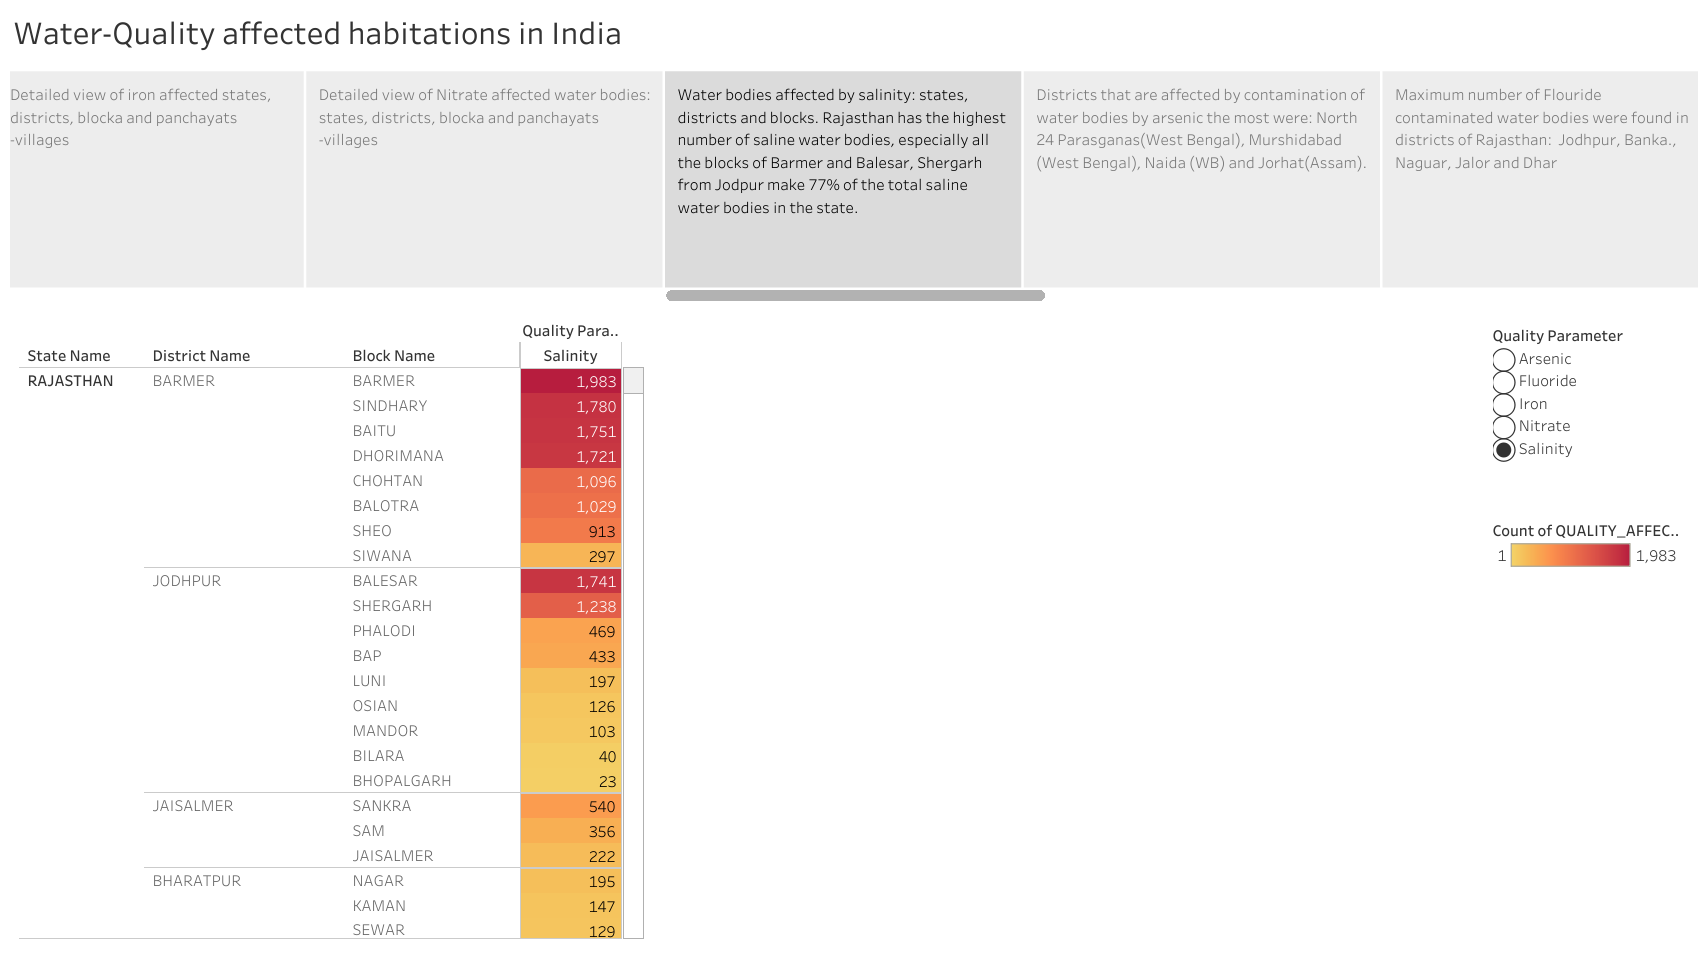 Water-Quality affected habitations in India
Detailed view of iron affected states,
districts, blocka and panchayats
-villages
Detailed view of Nitrate affected water bodies:
states, districts, blocka and panchayats
-villages
Water bodies affected by salinity: states,
districts and blocks. Rajasthan has the highest
number of saline water bodies, especially all
the blocks of Barmer and Balesar, Shergarh
from Jodpur make 77% of the total saline
water bodies in the state.
Districts that are affected by contamination of
water bodies by arsenic the most were: North
24 Parasganas(West Bengal), Murshidabad
(West Bengal), Naida (WB) and Jorhat(Assam).
Maximum number of Flouride
contaminated water bodies were found in
districts of Rajasthan:  Jodhpur, Banka.,
Naguar, Jalor and Dhar
Quality Para..
State Name District Name Block Name Salinity
RAJASTHAN BARMER BARMER 1,983
SINDHARY 1,780
BAITU 1,751
DHORIMANA 1,721
CHOHTAN 1,096
BALOTRA 1,029
SHEO 913
SIWANA 297
JODHPUR BALESAR 1,741
SHERGARH 1,238
PHALODI 469
BAP 433
LUNI 197
OSIAN 126
MANDOR 103
BILARA 40
BHOPALGARH 23
JAISALMER SANKRA 540
SAM 356
JAISALMER 222
BHARATPUR NAGAR 195
KAMAN 147
SEWAR 129
Quality Parameter
Arsenic
Fluoride
Iron
Nitrate
Salinity
Count of QUALITY_AFFEC..
1 1,983